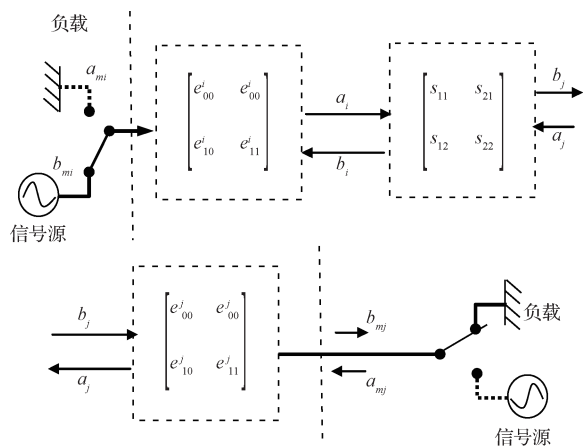 负载
a_mi
b_mi
信号源
e^i_00 e^i_00
e^i_10 e^i_11
a_i
b_i
s_11 s_21
s_12 s_22
b_j
a_j
b_j
a_j
e^j_00 e^j_00
e^j_10 e^j_11
b_mj
a_mj
负载
信号源